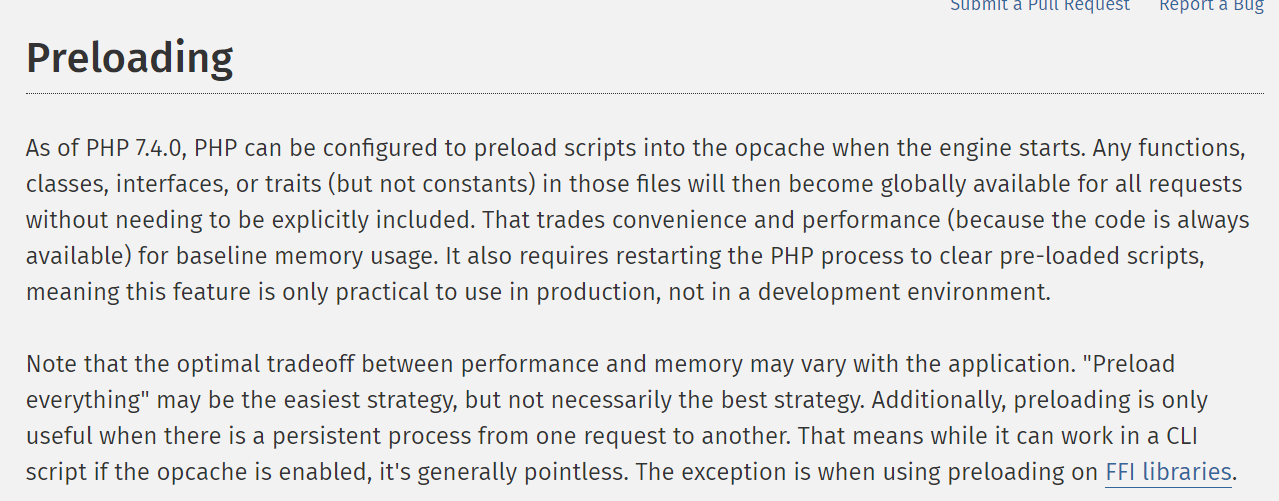 Submit a Pull Request Report a Bug
Preloading
As of PHP 7.4.0, PHP can be configured to preload scripts into the opcache when the engine starts. Any functions,
classes, interfaces, or traits (but not constants) in those files will then become globally available for all requests
without needing to be explicitly included. That trades convenience and performance (because the code is always
available) for baseline memory usage. It also requires restarting the PHP process to clear pre-loaded scripts,
meaning this feature is only practical to use in production, not in a development environment.
Note that the optimal tradeoff between performance and memory may vary with the application. "Preload
everything" may be the easiest strategy, but not necessarily the best strategy. Additionally, preloading is only
useful when there is a persistent process from one request to another. That means while it can work in a CLI
script if the opcache is enabled, it's generally pointless. The exception is when using preloading on FFI libraries.